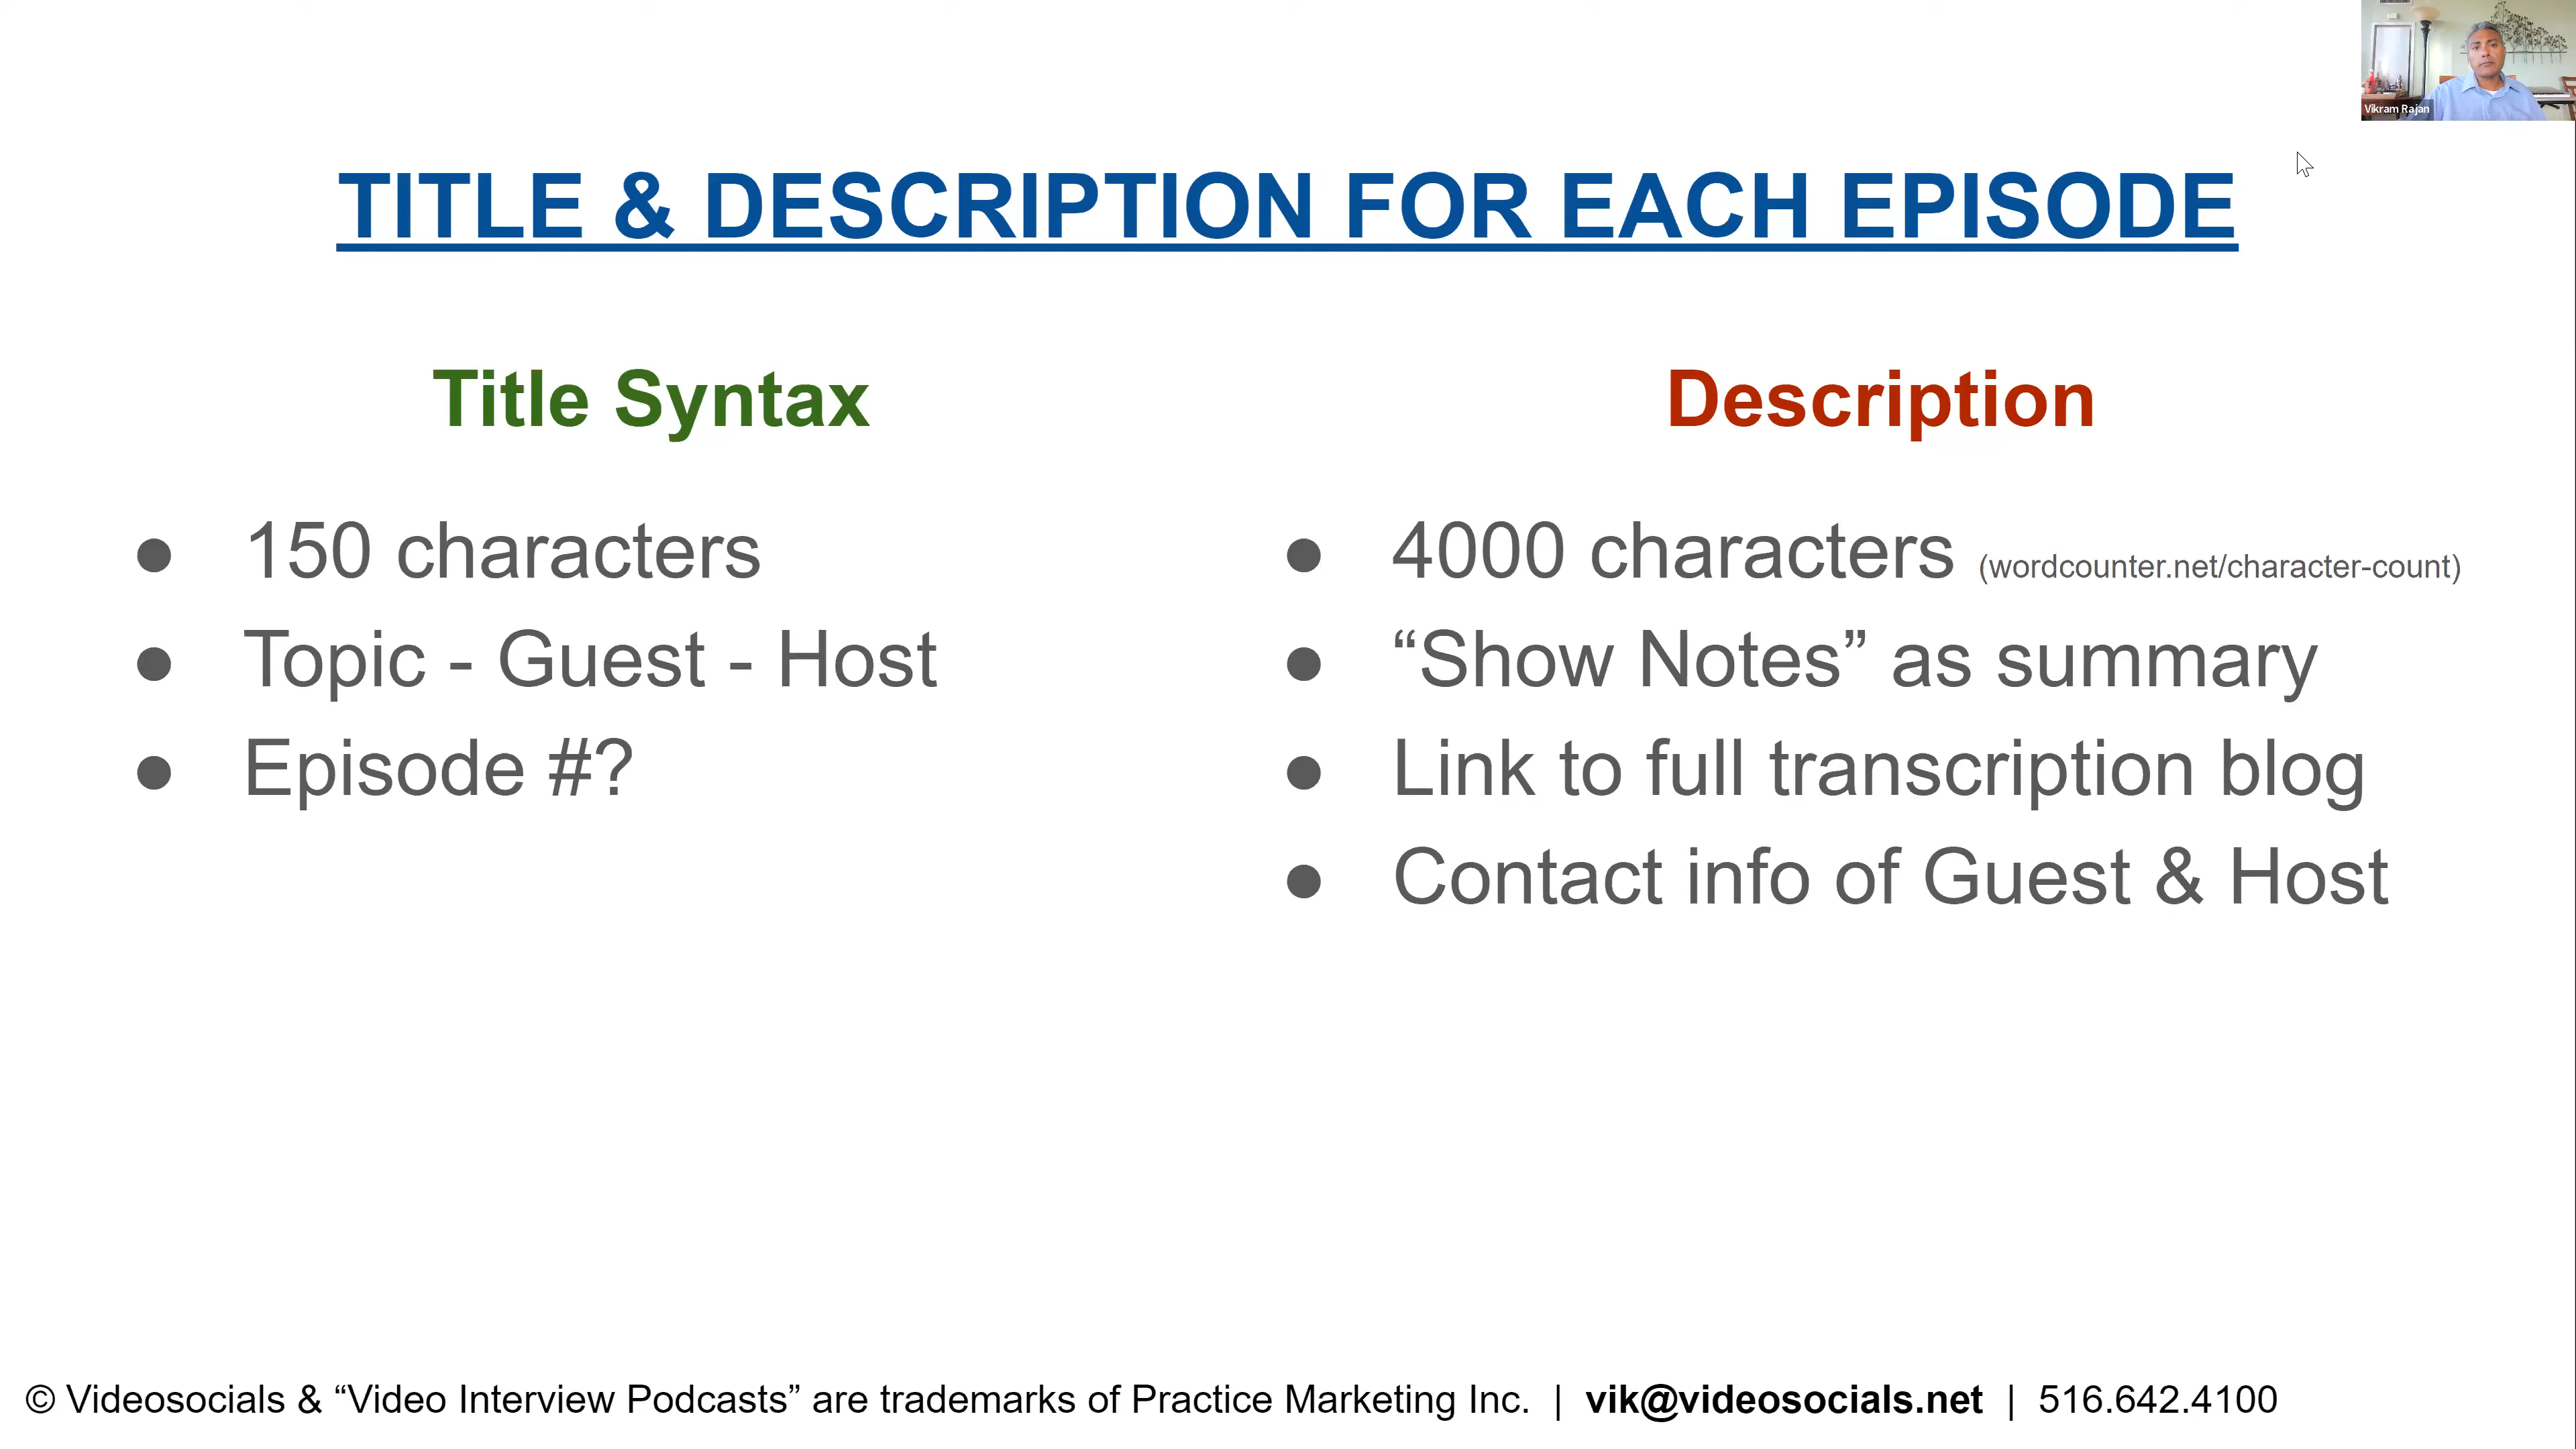 Vikram Rajan
TITLE & DESCRIPTION FOR EACH EPISODE
Title Syntax
● 150 characters
● Topic - Guest - Host
● Episode #?
Description
● 4000 characters (wordcounter.net/character-count)
● “Show Notes” as summary
● Link to full transcription blog
● Contact info of Guest & Host
© Videosocials & “Video Interview Podcasts” are trademarks of Practice Marketing Inc. | vik@videosocials.net | 516.642.4100